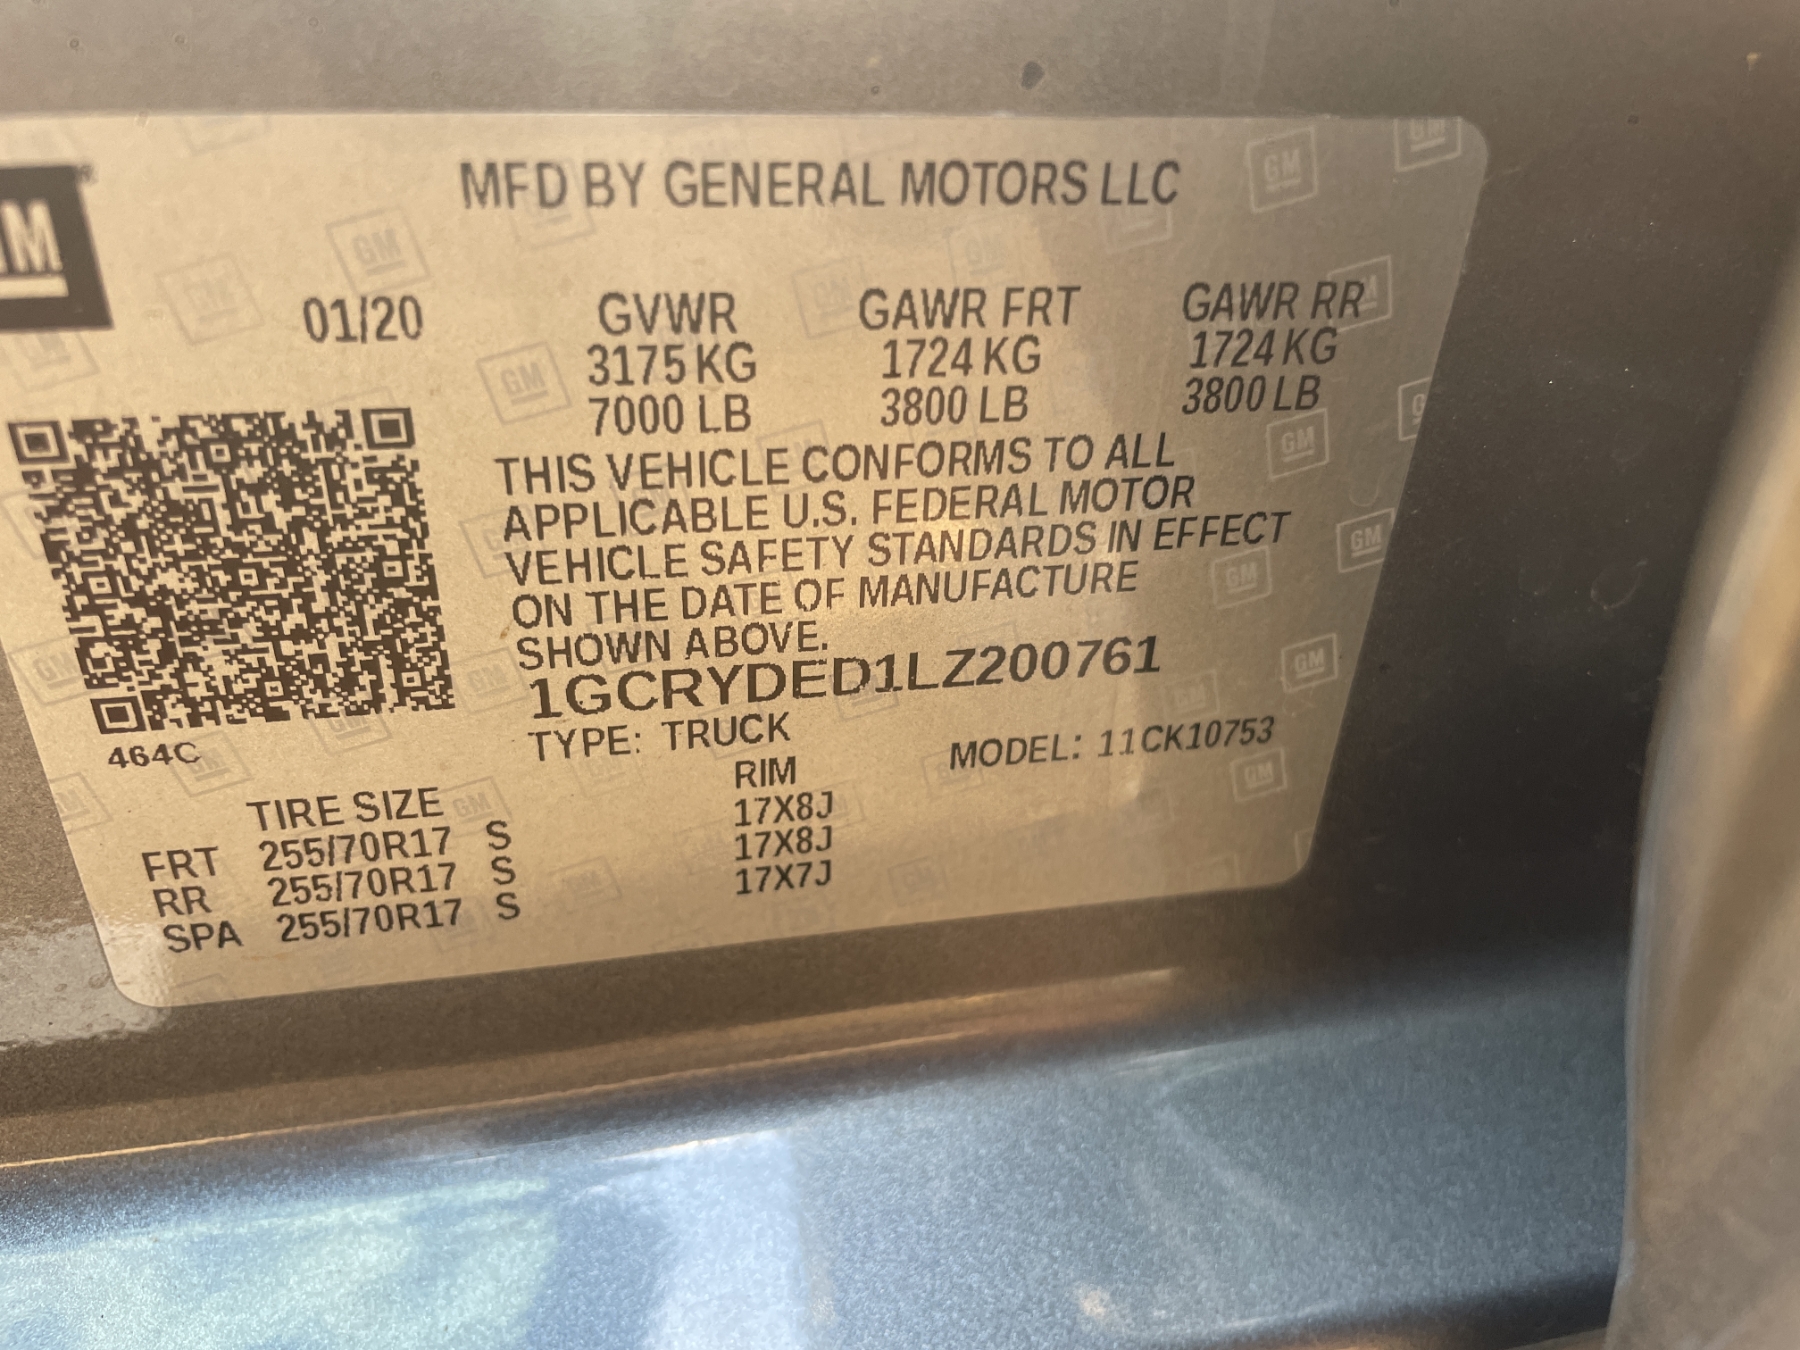 GM
MFD BY GENERAL MOTORS LLC
01/20 GVWR GAWR FRT GAWR RR
3175 KG 1724 KG 1724 KG
7000 LB 3800 LB 3800 LB
THIS VEHICLE CONFORMS TO ALL
APPLICABLE U.S. FEDERAL MOTOR
VEHICLE SAFETY STANDARDS IN EFFECT
ON THE DATE OF MANUFACTURE
SHOWN ABOVE.
1GCRYDED1LZ200761
464C TYPE: TRUCK MODEL: 11CK10753
TIRE SIZE RIM
FRT 255/70R17 S 17X8J
RR 255/70R17 S 17X8J
SPA 255/70R17 S 17X7J